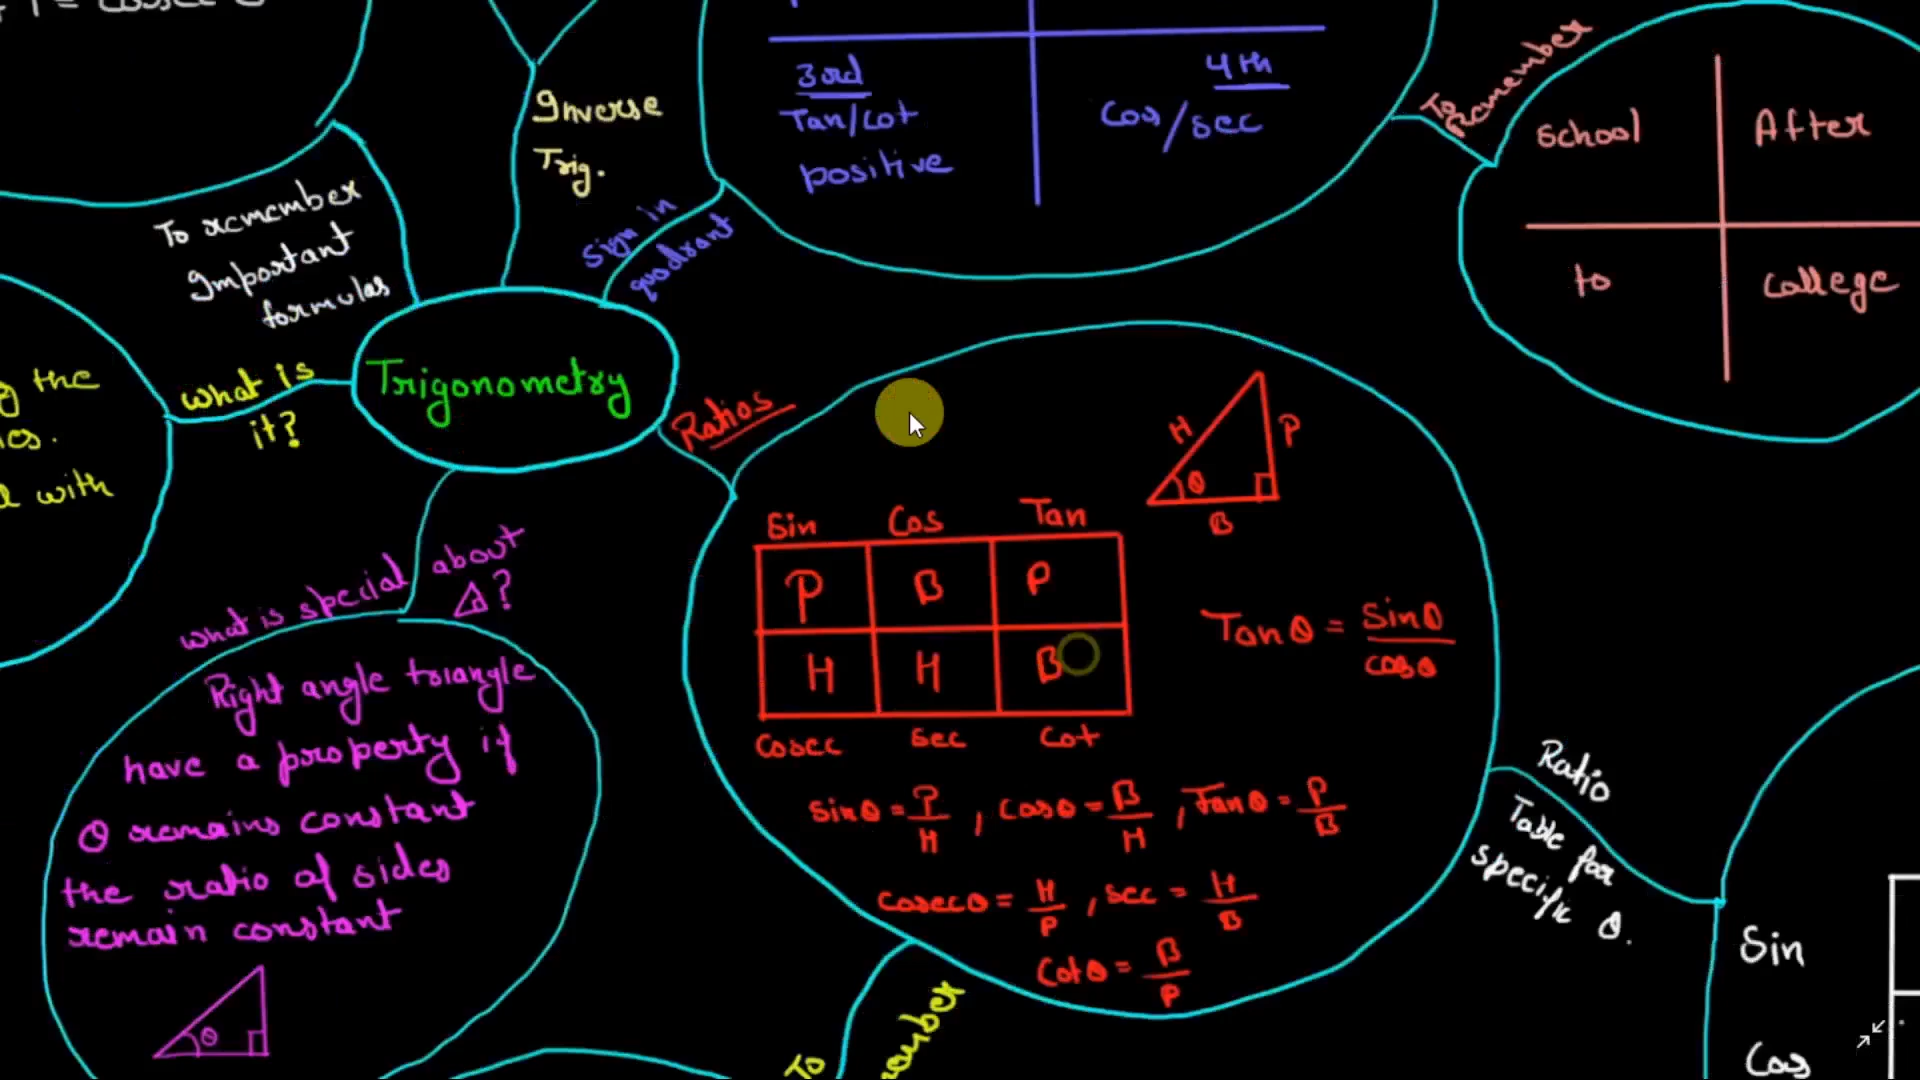 3rd
Tan/cot
positive
4th
Cos/sec
To
Remember
School
After
to
College
Inverse
Trig.
Sign in
quadrant
To remember
Important
formulas
the
with
what is
it?
Trigonometry
Ratios
H
P
θ
B
Sin Cos Tan
P B P
H H B
Cosec sec Cot
Tanθ = Sinθ/cosθ
sinθ = P/H , cosθ = B/H , Tanθ = P/B
cosecθ = H/P , sec = H/B
cotθ = B/P
what is special about
⊿?
Right angle triangle
have a property if
θ remains constant
the ratio of sides
remain constant
θ
Ratio
Table for
specific θ.
Sin
Cos
To